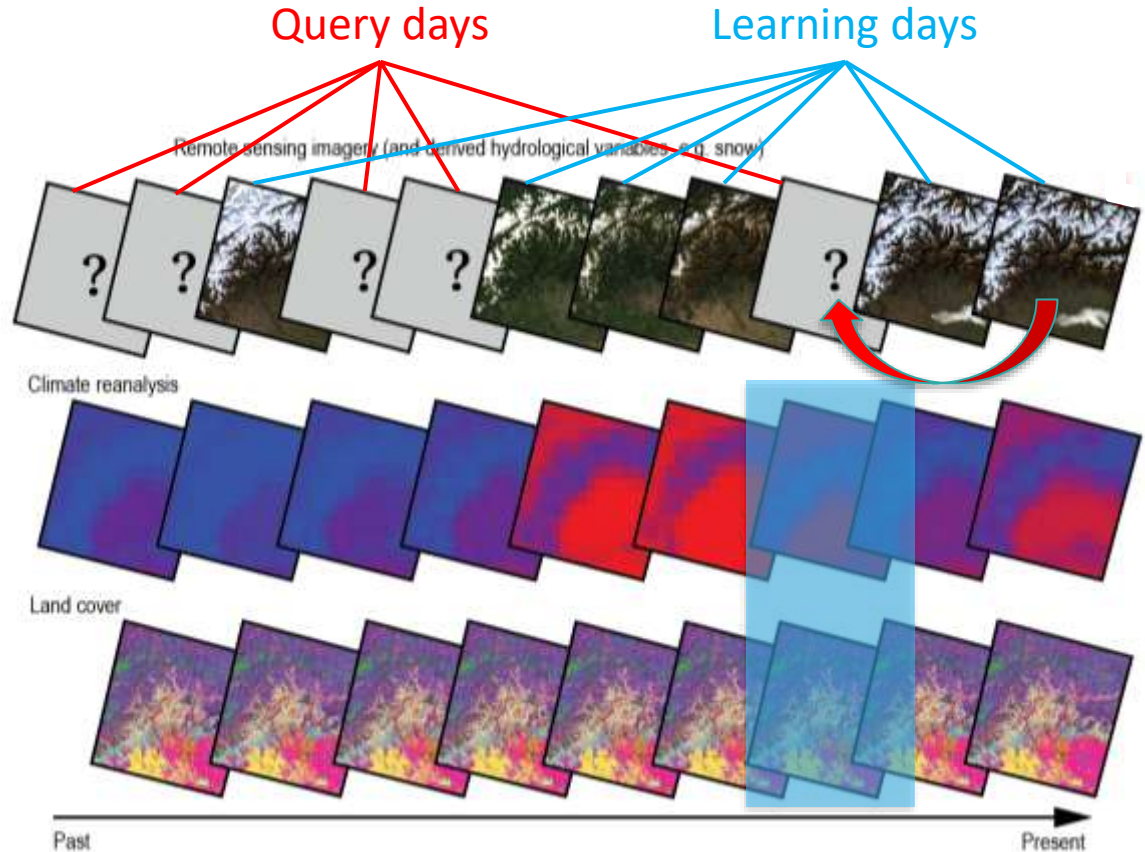 Query days
Learning days
Remote sensing imagery (and derived hydrological variables, e.g. snow)
?
?
?
?
?
Climate reanalysis
Land cover
Past
Present